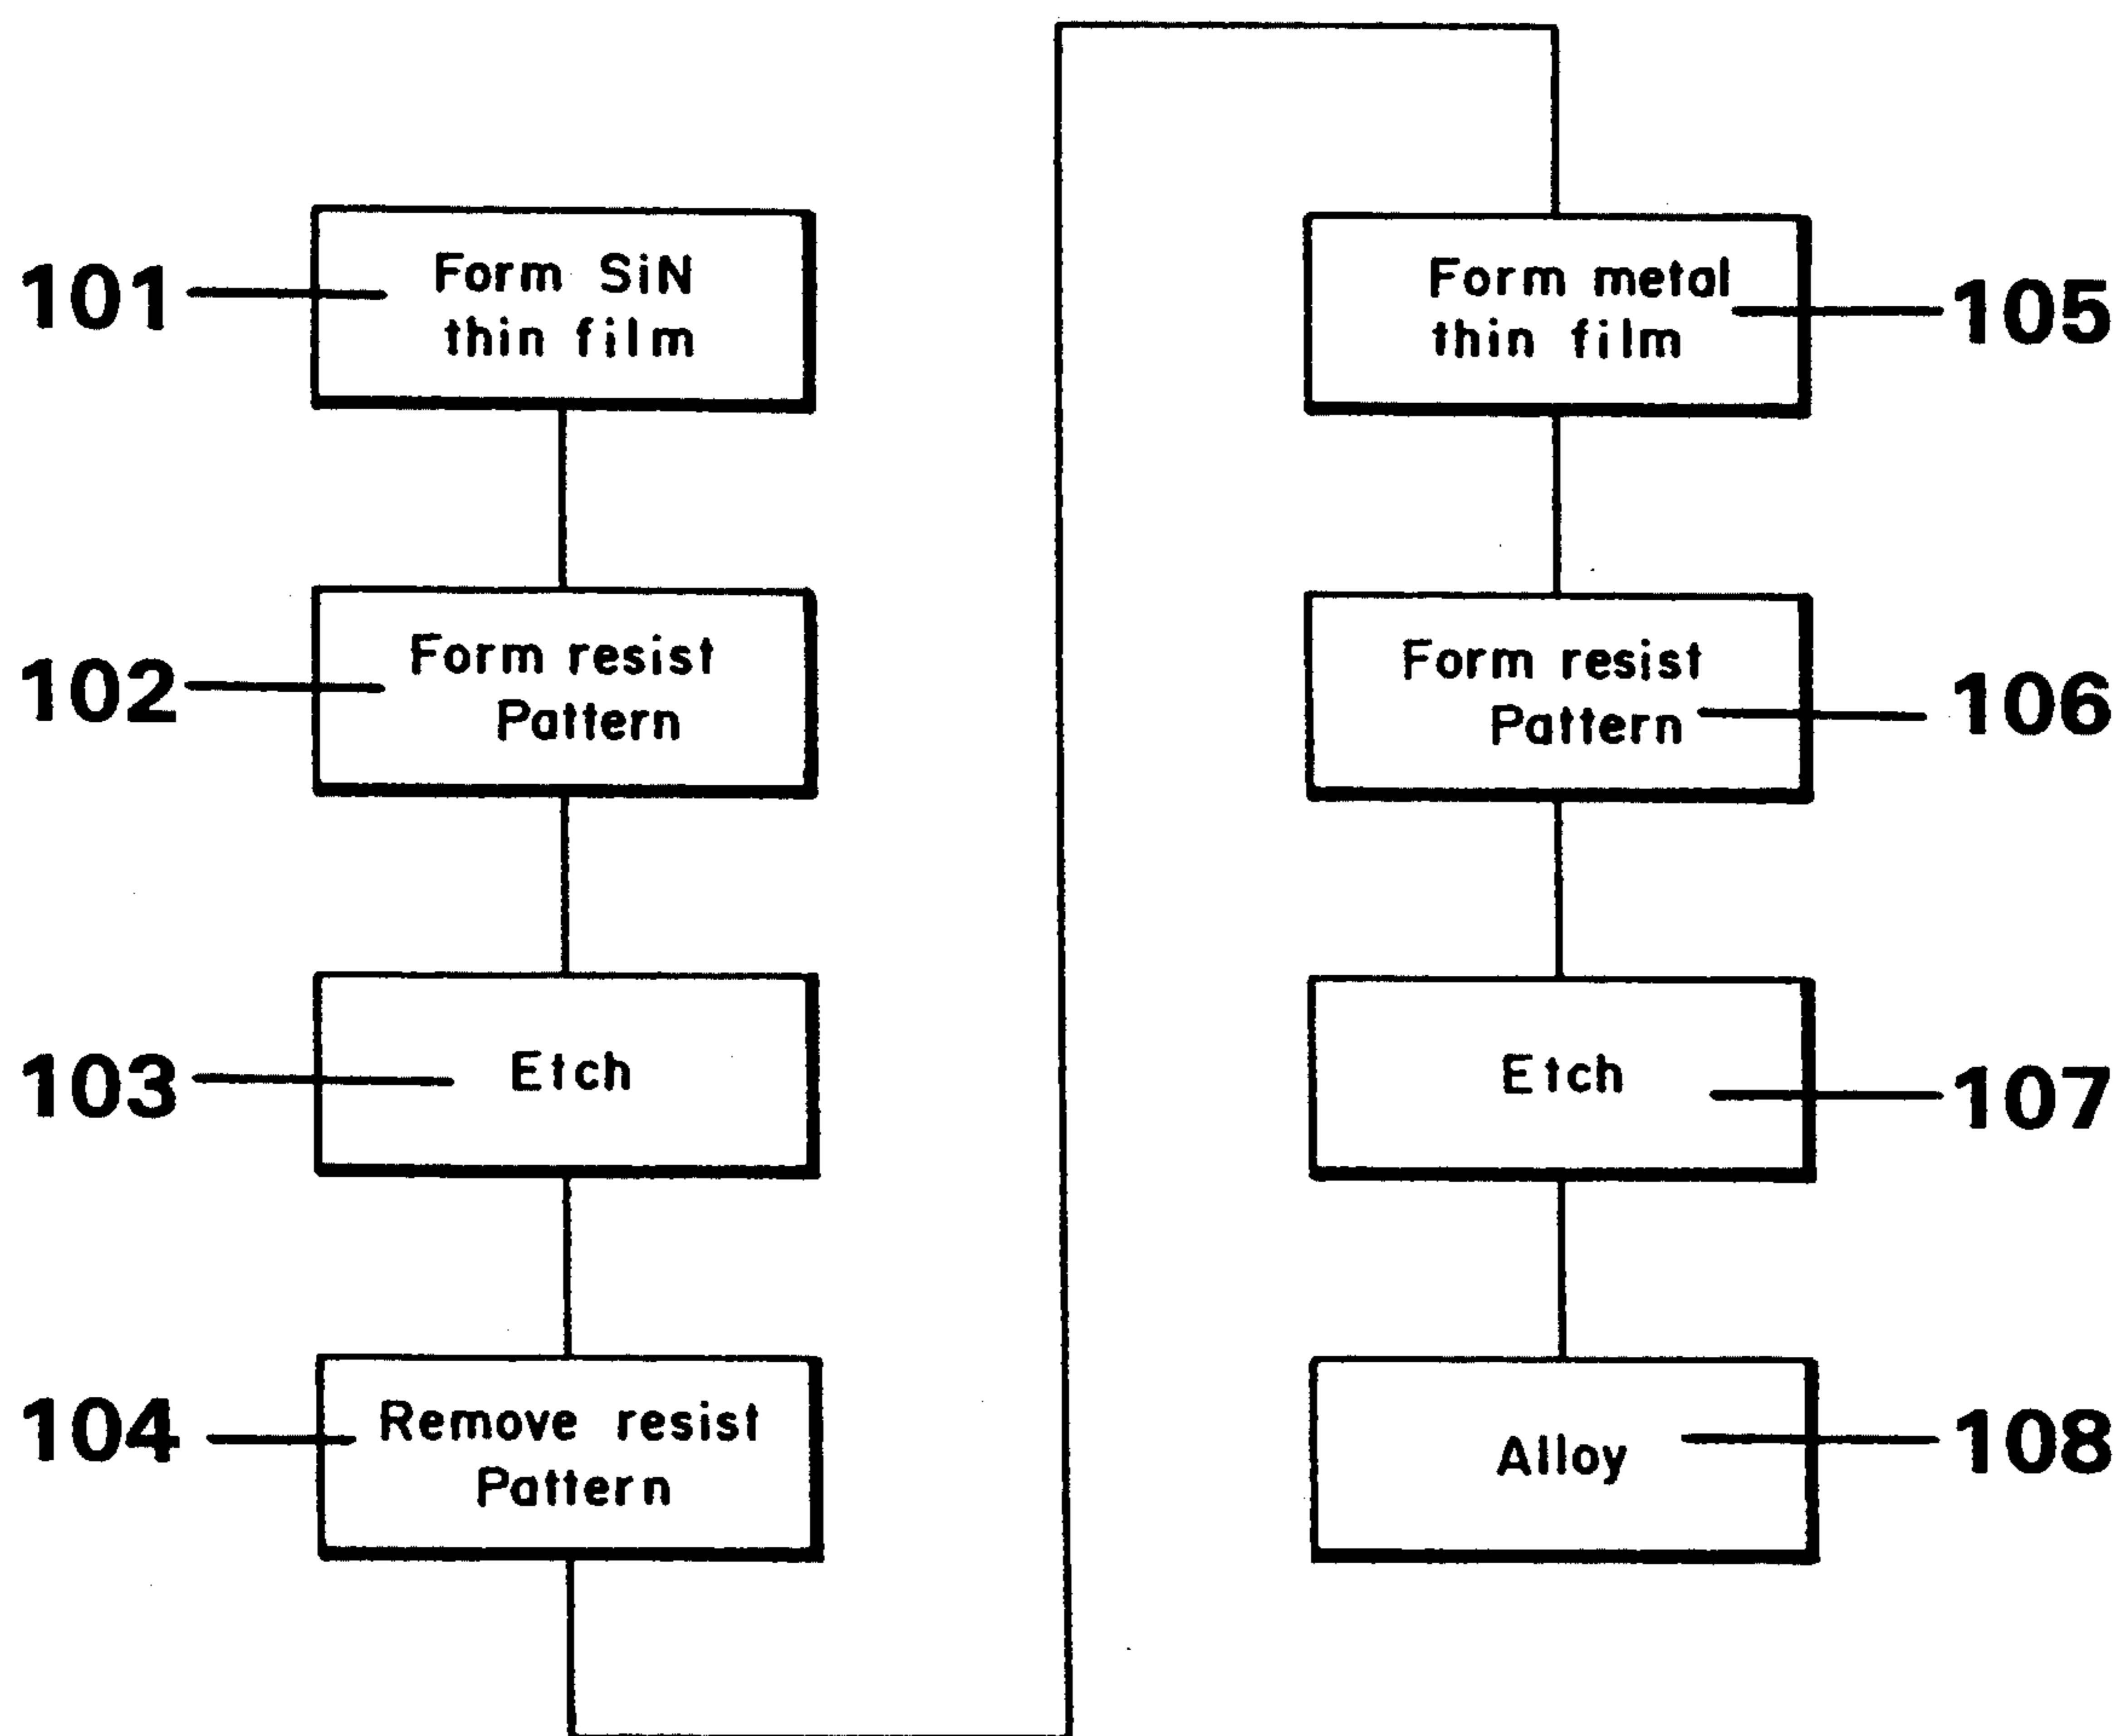 101
Form SiN
thin film
102
Form resist
Pattern
103
Etch
104
Remove resist
Pattern
Form metal
thin film
105
Form resist
Pattern
106
Etch
107
Alloy
108